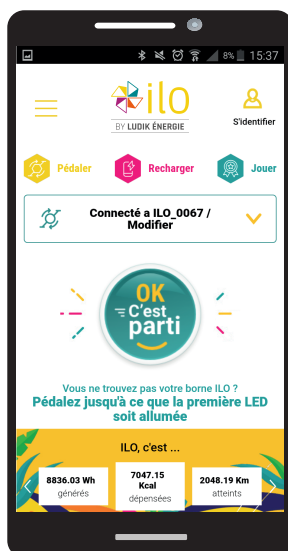 8% 15:37
ilo
BY LUDIK ÉNERGIE
S'identifier
Pédaler Recharger Jouer
Connecté a ILO_0067 /
Modifier
OK
C'est
parti
Vous ne trouvez pas votre borne ILO ?
Pédalez jusqu'à ce que la première LED
soit allumée
ILO, c'est ...
8836.03 Wh
générés
7047.15
Kcal
dépensées
2048.19 Km
atteints